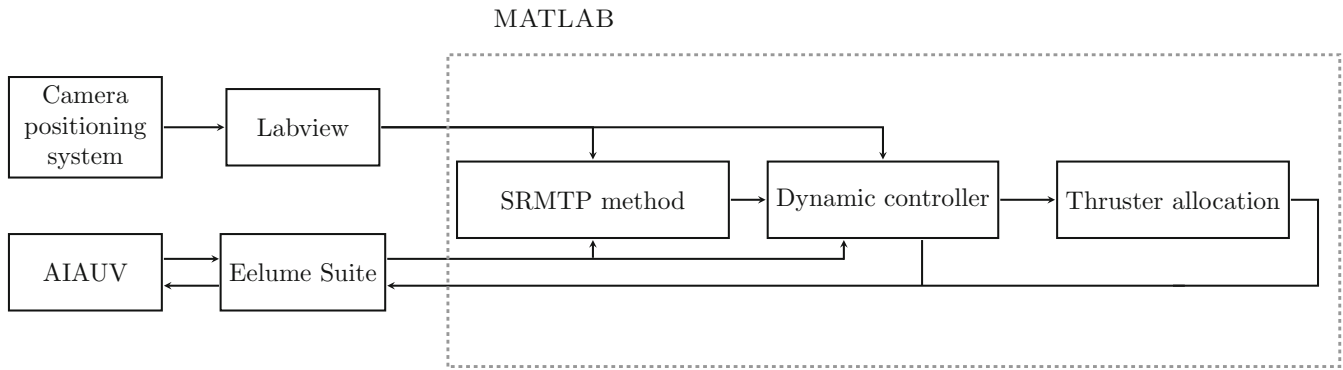 MATLAB
Camera
positioning
system
Labview
SRMTP method
Dynamic controller
Thruster allocation
AIAUV
Eelume Suite